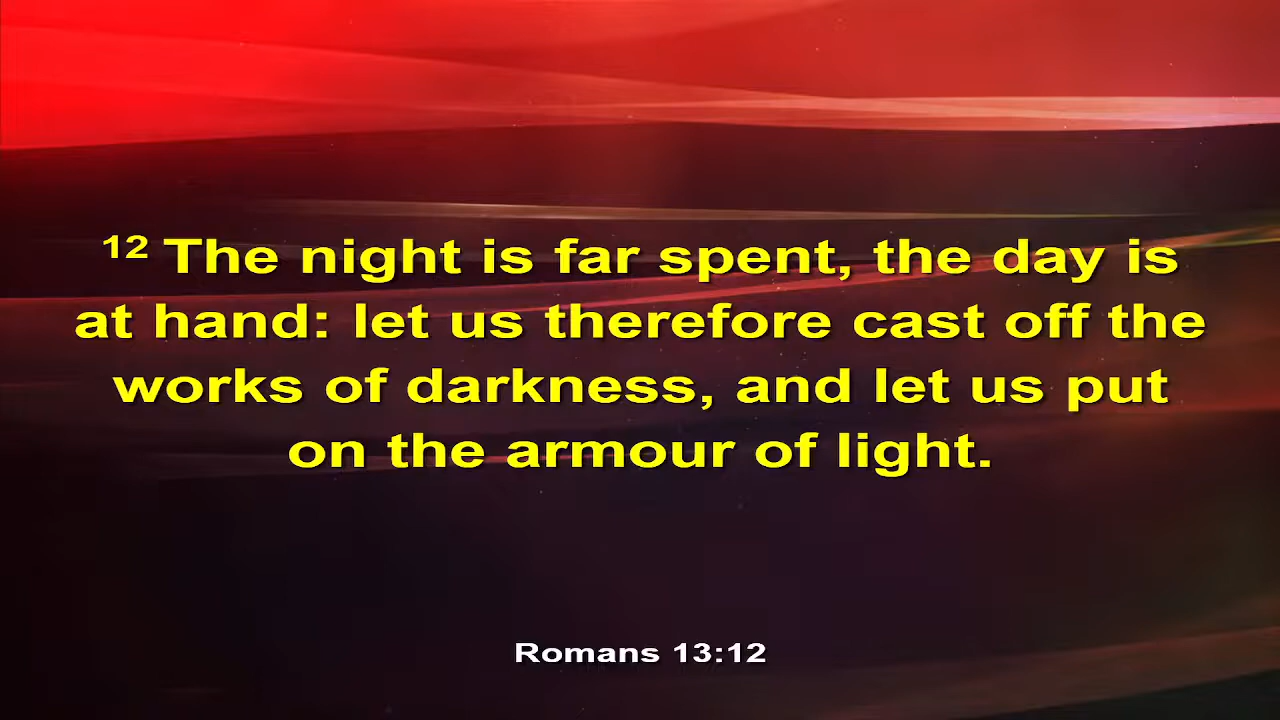 ¹² The night is far spent, the day is
at hand: let us therefore cast off the
works of darkness, and let us put
on the armour of light.
Romans 13:12